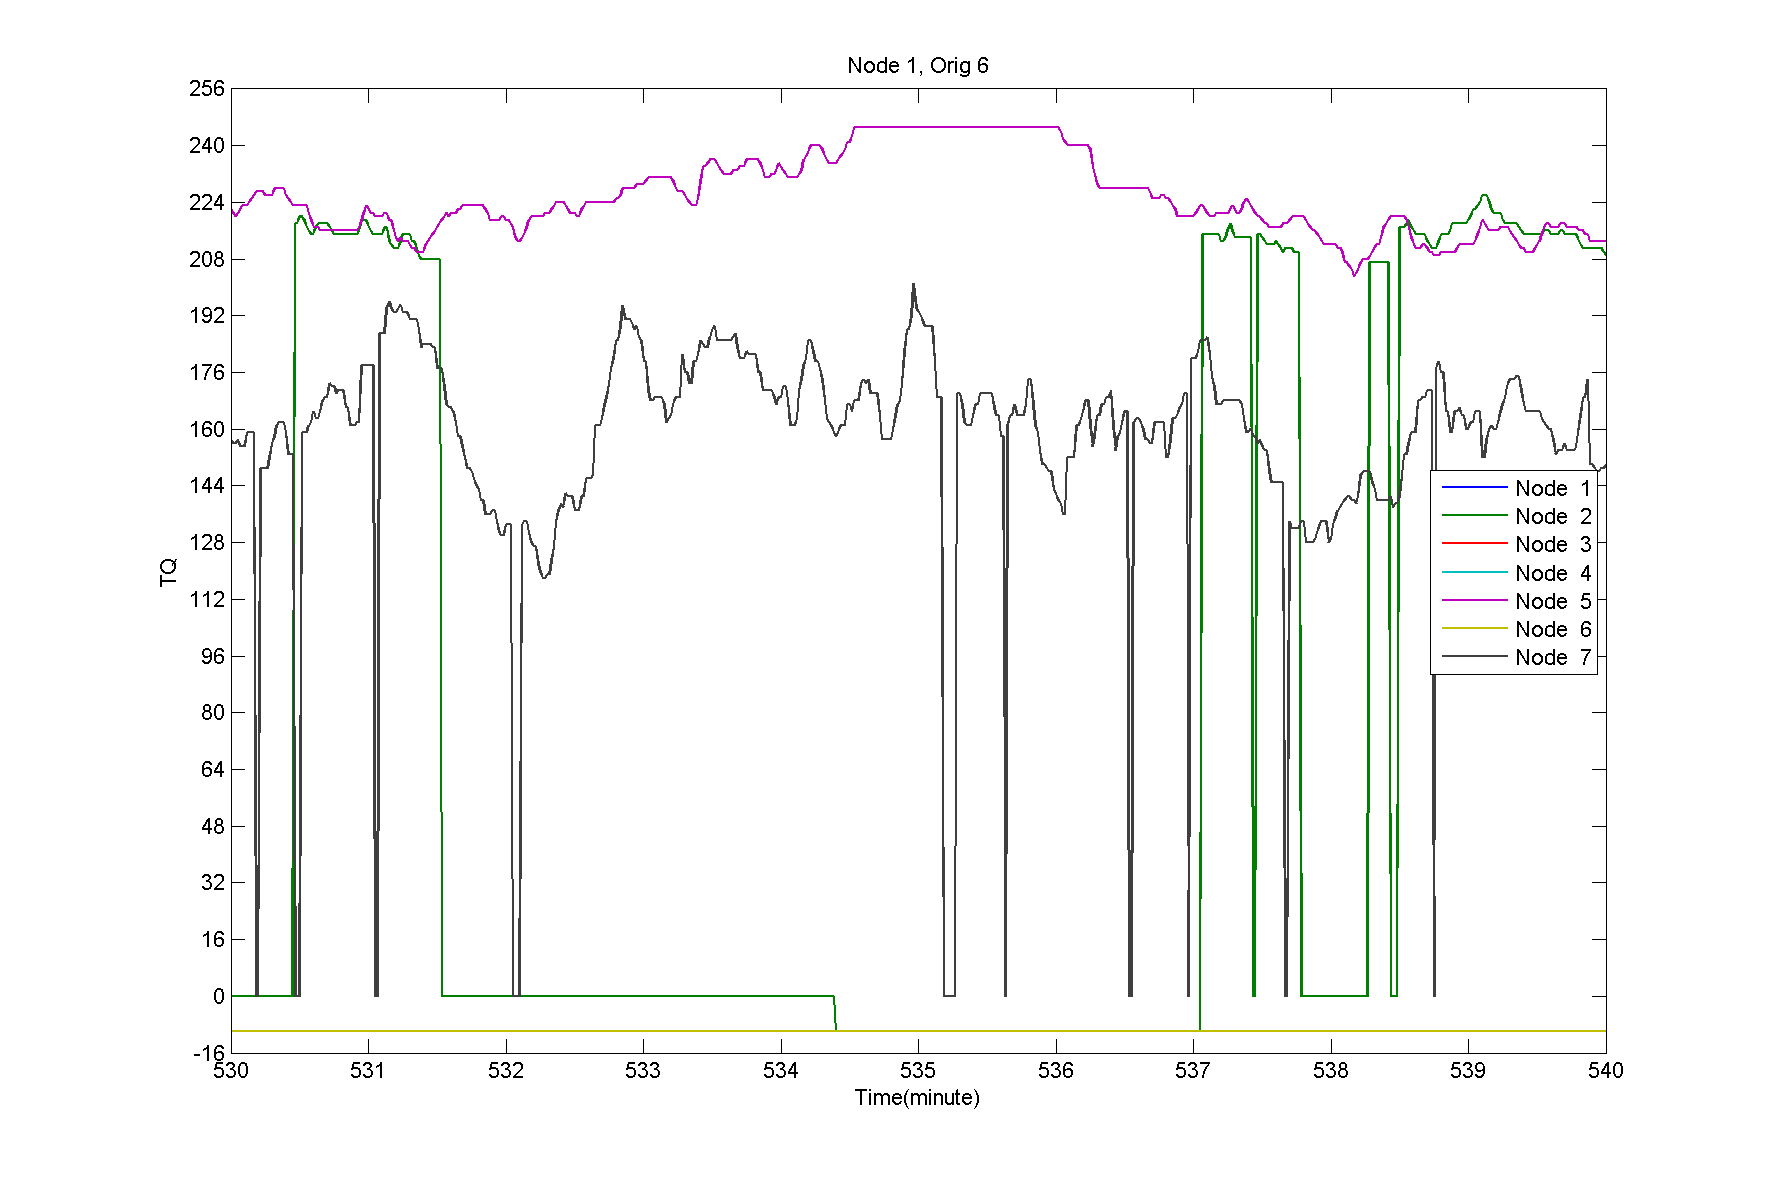 Node 1, Orig 6
256
240
224
208
192
176
160
144
128
112
96
80
64
48
32
16
0
-16
TQ
Node 1
Node 2
Node 3
Node 4
Node 5
Node 6
Node 7
530 531 532 533 534 535 536 537 538 539 540
Time(minute)